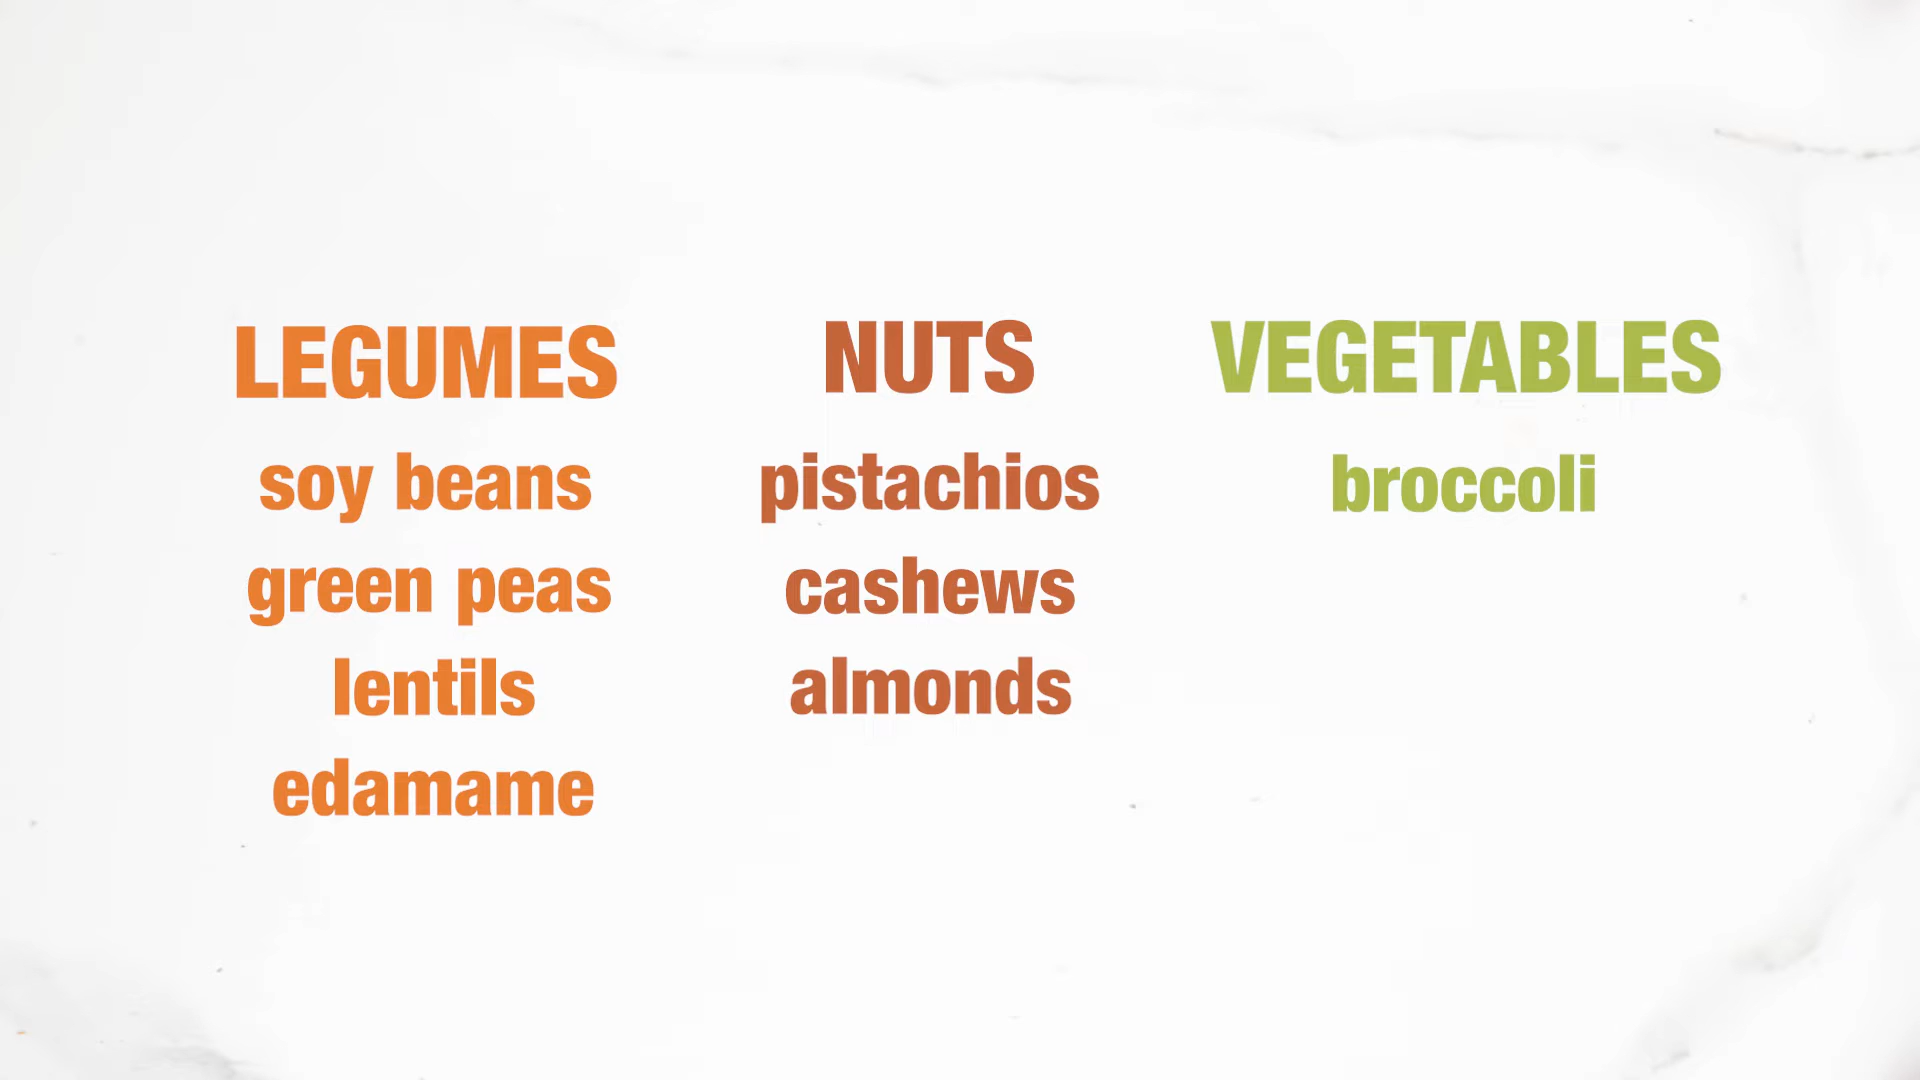 LEGUMES
soy beans
green peas
lentils
edamame
NUTS
pistachios
cashews
almonds
VEGETABLES
broccoli